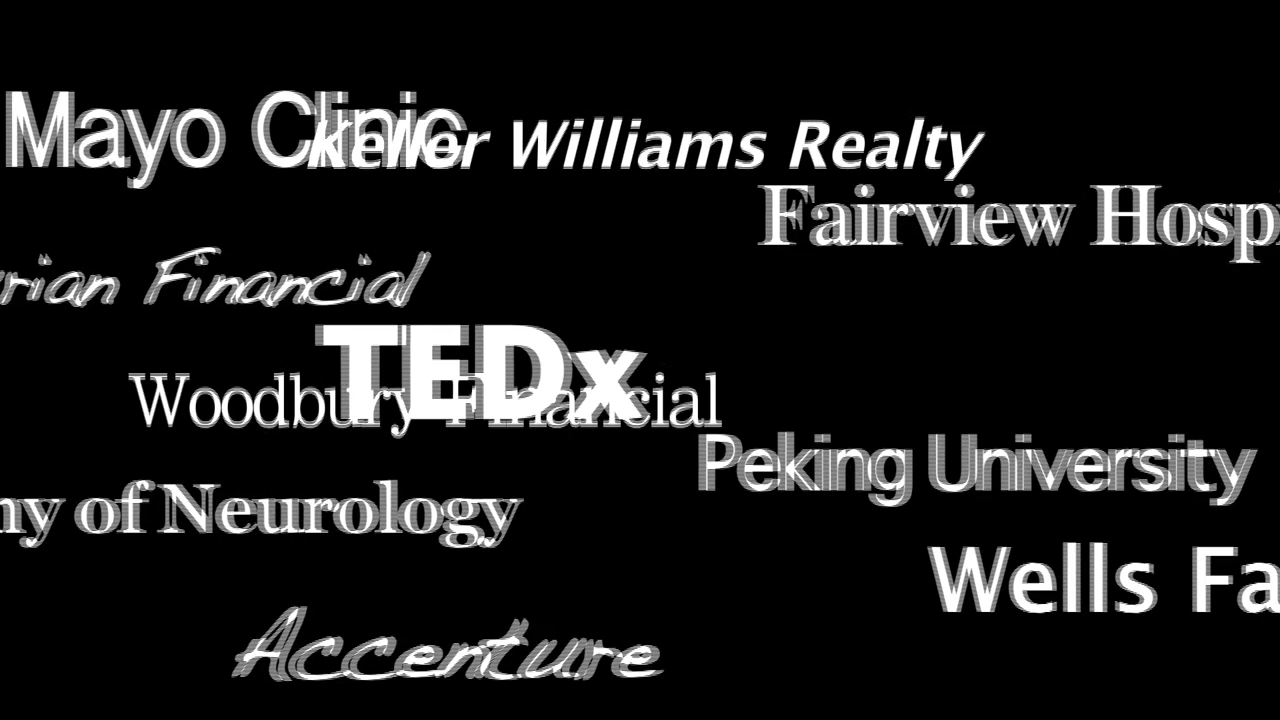 Mayo Clinic
Keller Williams Realty
Fairview Hosp
rian Financial
TEDx
Woodbury Financial
Peking University
ny of Neurology
Wells Fa
Accenture